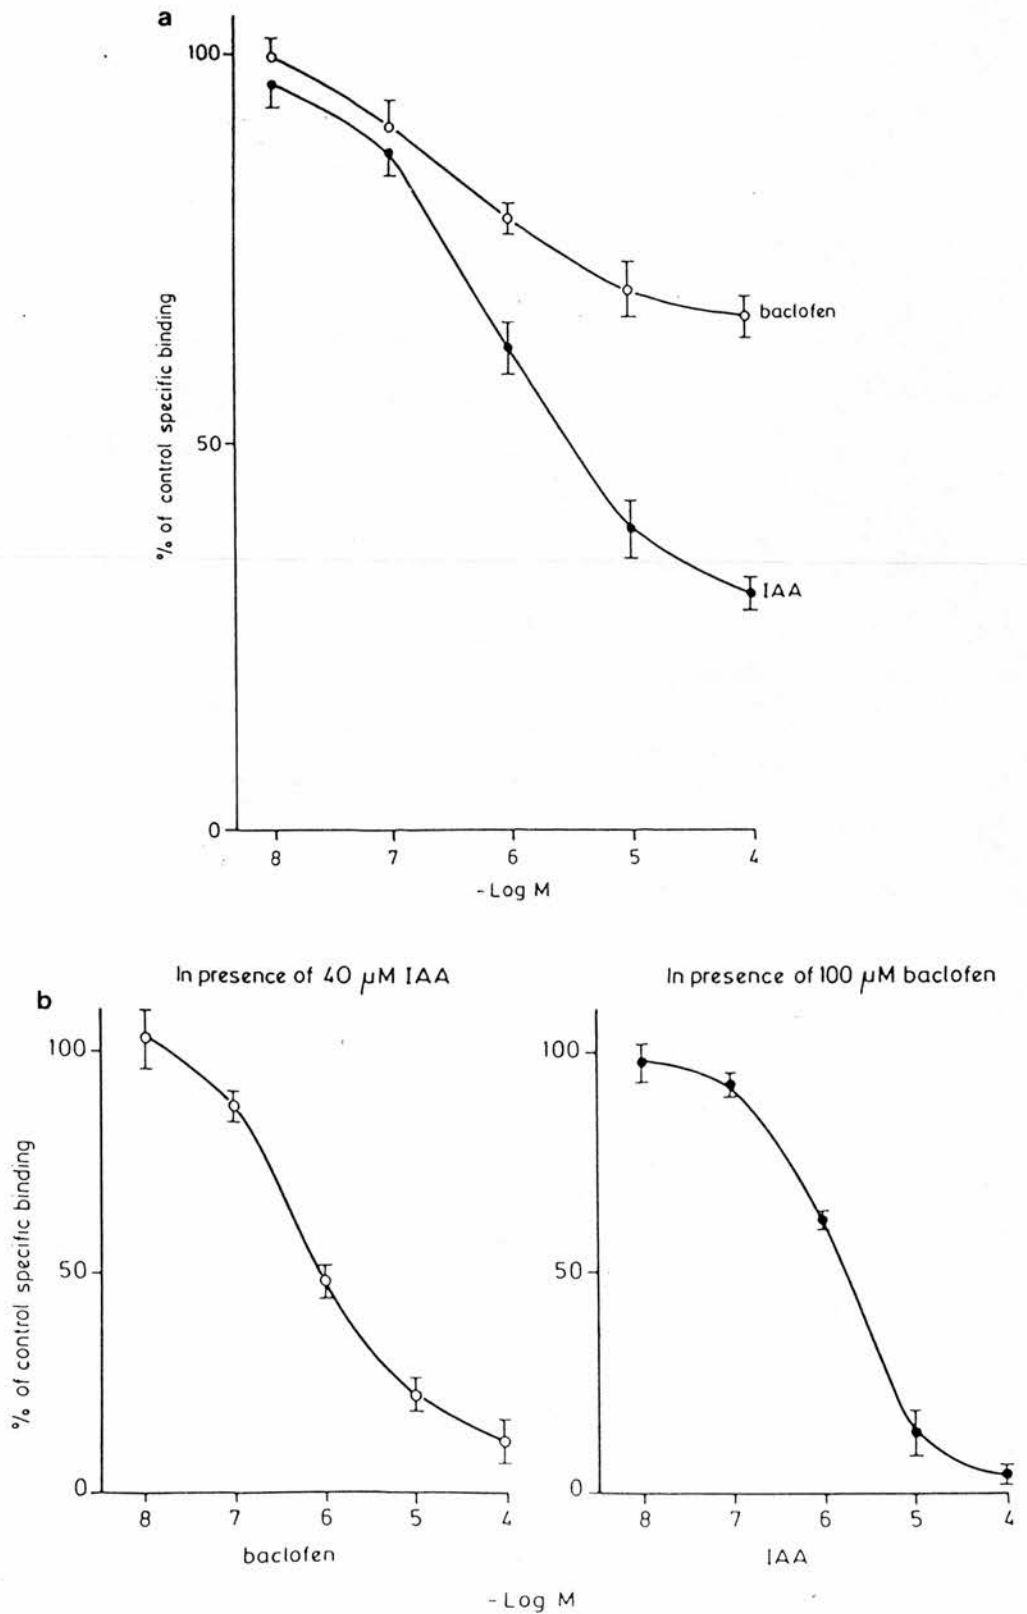 a
100
50
0
% of control specific binding
baclofen
IAA
8 7 6 5 4
-Log M
b
In presence of 40 µM IAA
In presence of 100 µM baclofen
100
50
0
% of control specific binding
8 7 6 5 4
baclofen
100
50
0
8 7 6 5 4
IAA
-Log M